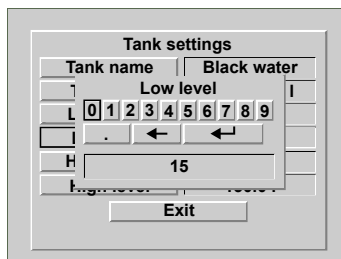 Tank settings
Tank name Black water
Low level
0 1 2 3 4 5 6 7 8 9
. ← ↵
15
Exit